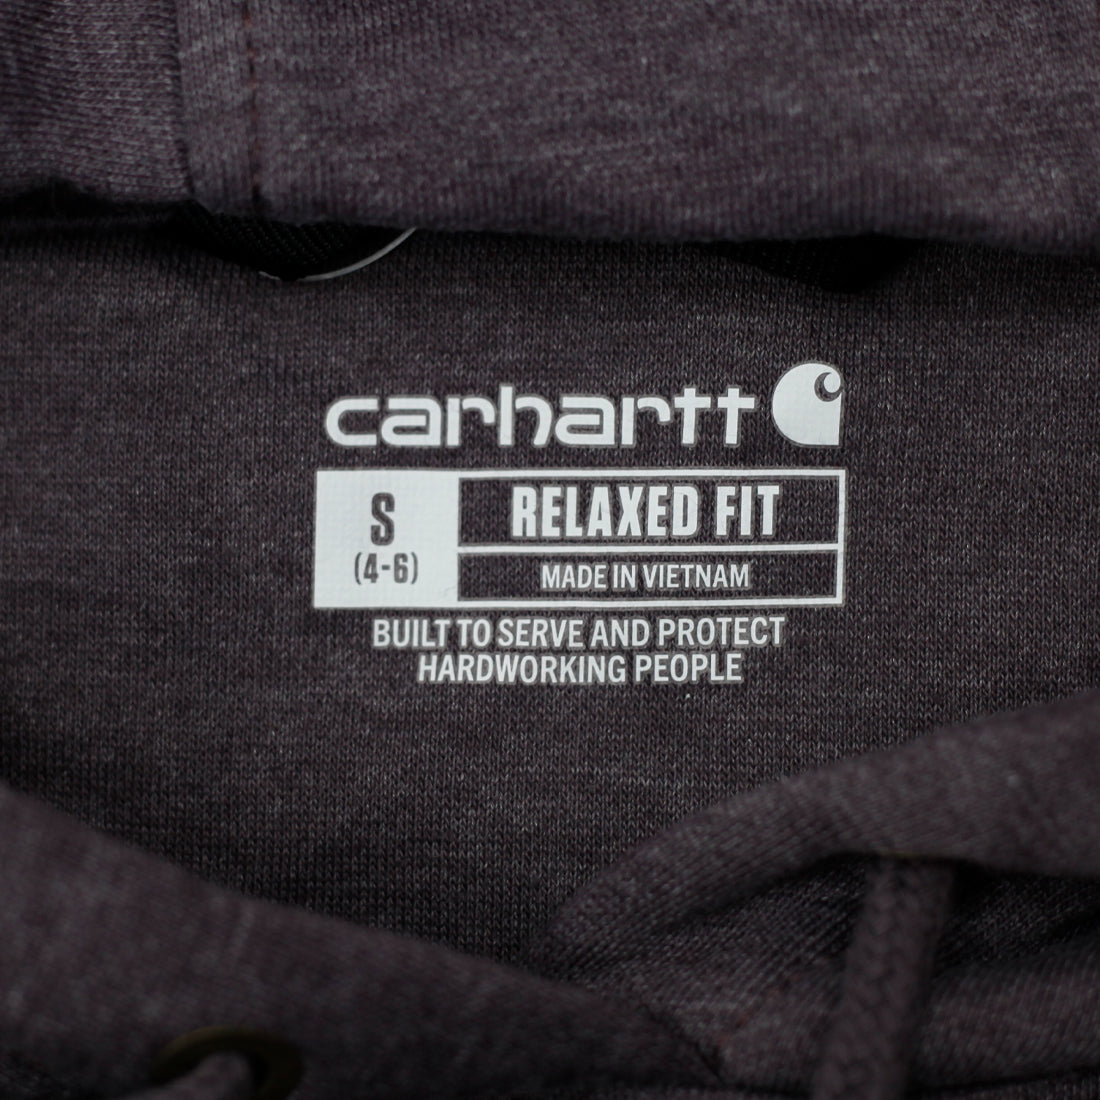 carhartt
S
(4-6)
RELAXED FIT
MADE IN VIETNAM
BUILT TO SERVE AND PROTECT
HARDWORKING PEOPLE